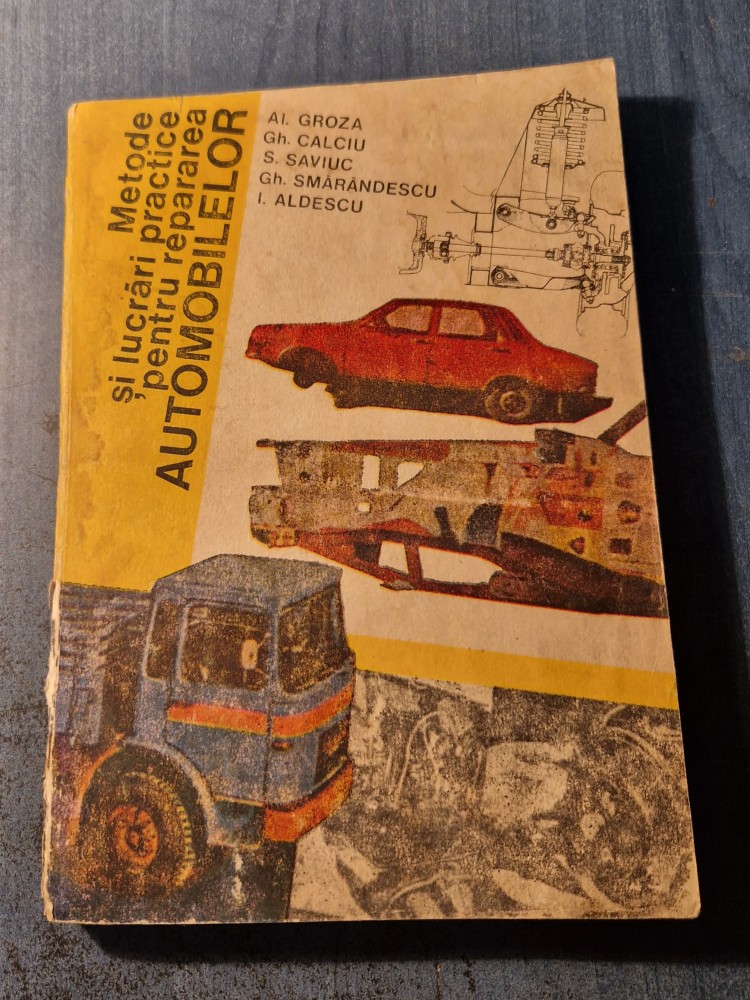 Metode
și lucrări practice
pentru repararea
AUTOMOBILELOR
Al. GROZA
Gh. CALCIU
S. SAVIUC
Gh. SMĂRĂNDESCU
I. ALDESCU